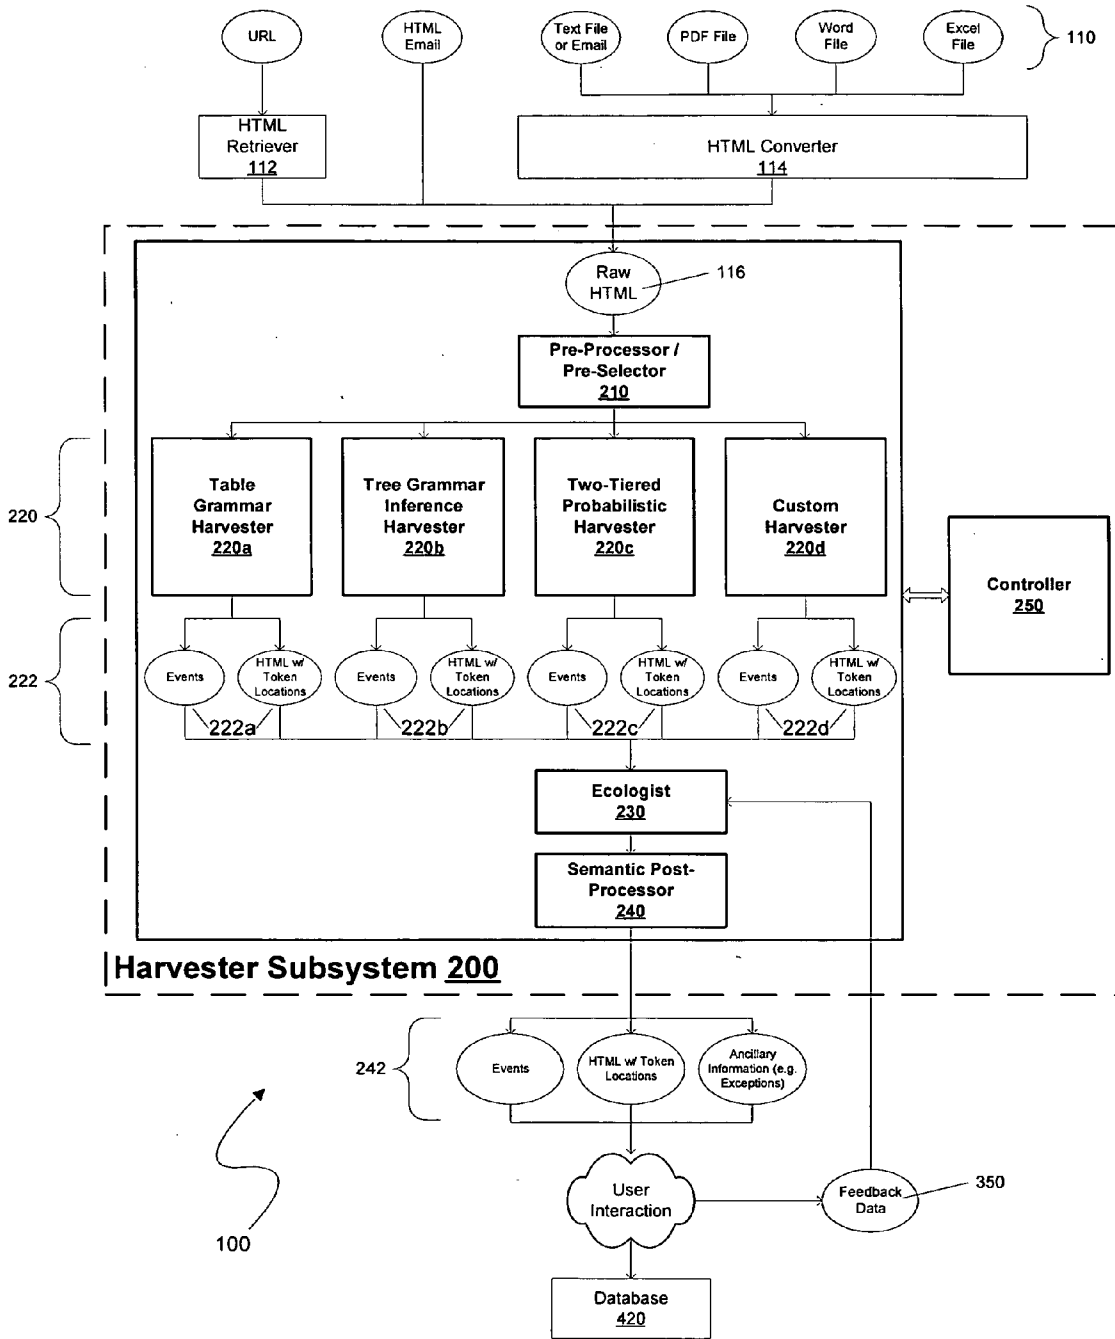 URL
HTML
Email
Text File
or Email
PDF File
Word
File
Excel
File
110
HTML
Retriever
112
HTML Converter
114
Raw
HTML
116
Pre-Processor /
Pre-Selector
210
220
Table
Grammar
Harvester
220a
Tree Grammar
Inference
Harvester
220b
Two-Tiered
Probabilistic
Harvester
220c
Custom
Harvester
220d
Controller
250
222
Events
HTML w/
Token
Locations
222a
Events
HTML w/
Token
Locations
222b
Events
HTML w/
Token
Locations
222c
Events
HTML w/
Token
Locations
222d
Ecologist
230
Semantic Post-
Processor
240
Harvester Subsystem 200
242
Events
HTML w/ Token
Locations
Ancillary
Information (e.g.
Exceptions)
User
Interaction
Feedback
Data
350
100
Database
420